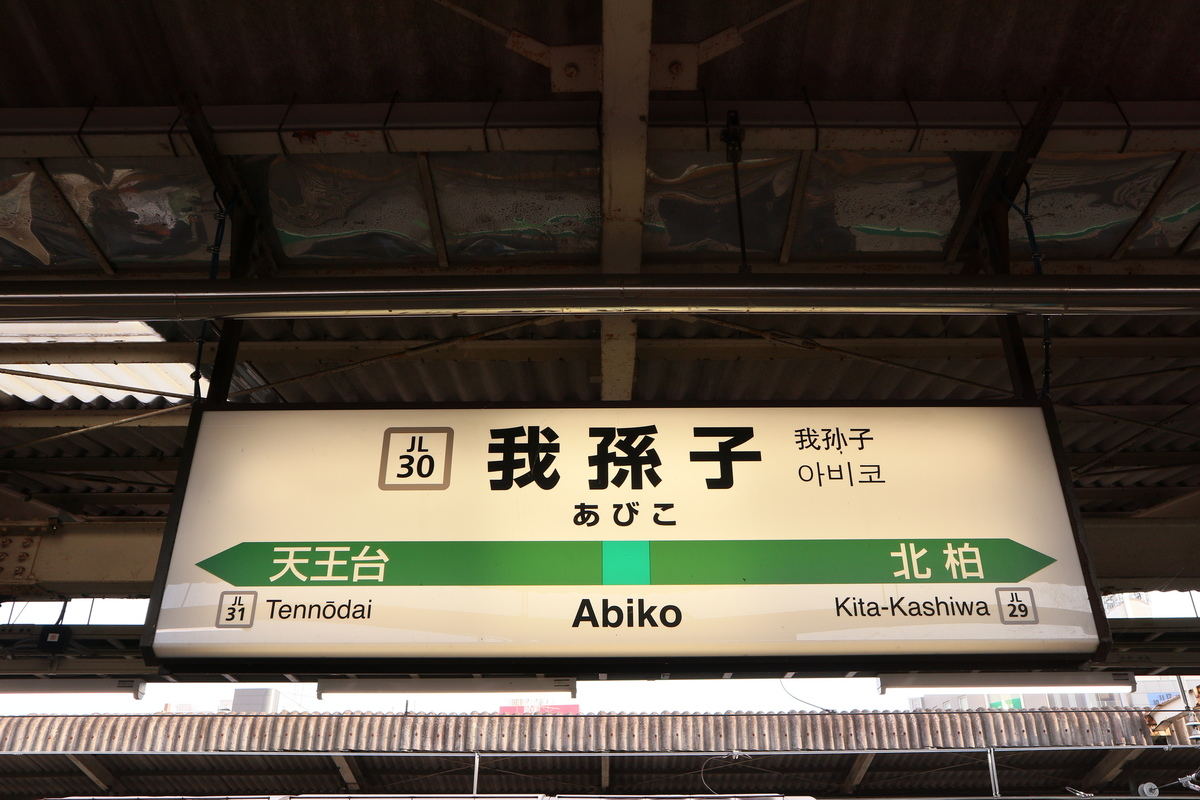 JL
30
我孫子
我孙子
아비코
あびこ
天王台
北柏
JL
31
Tennōdai
Abiko
Kita-Kashiwa
JL
29